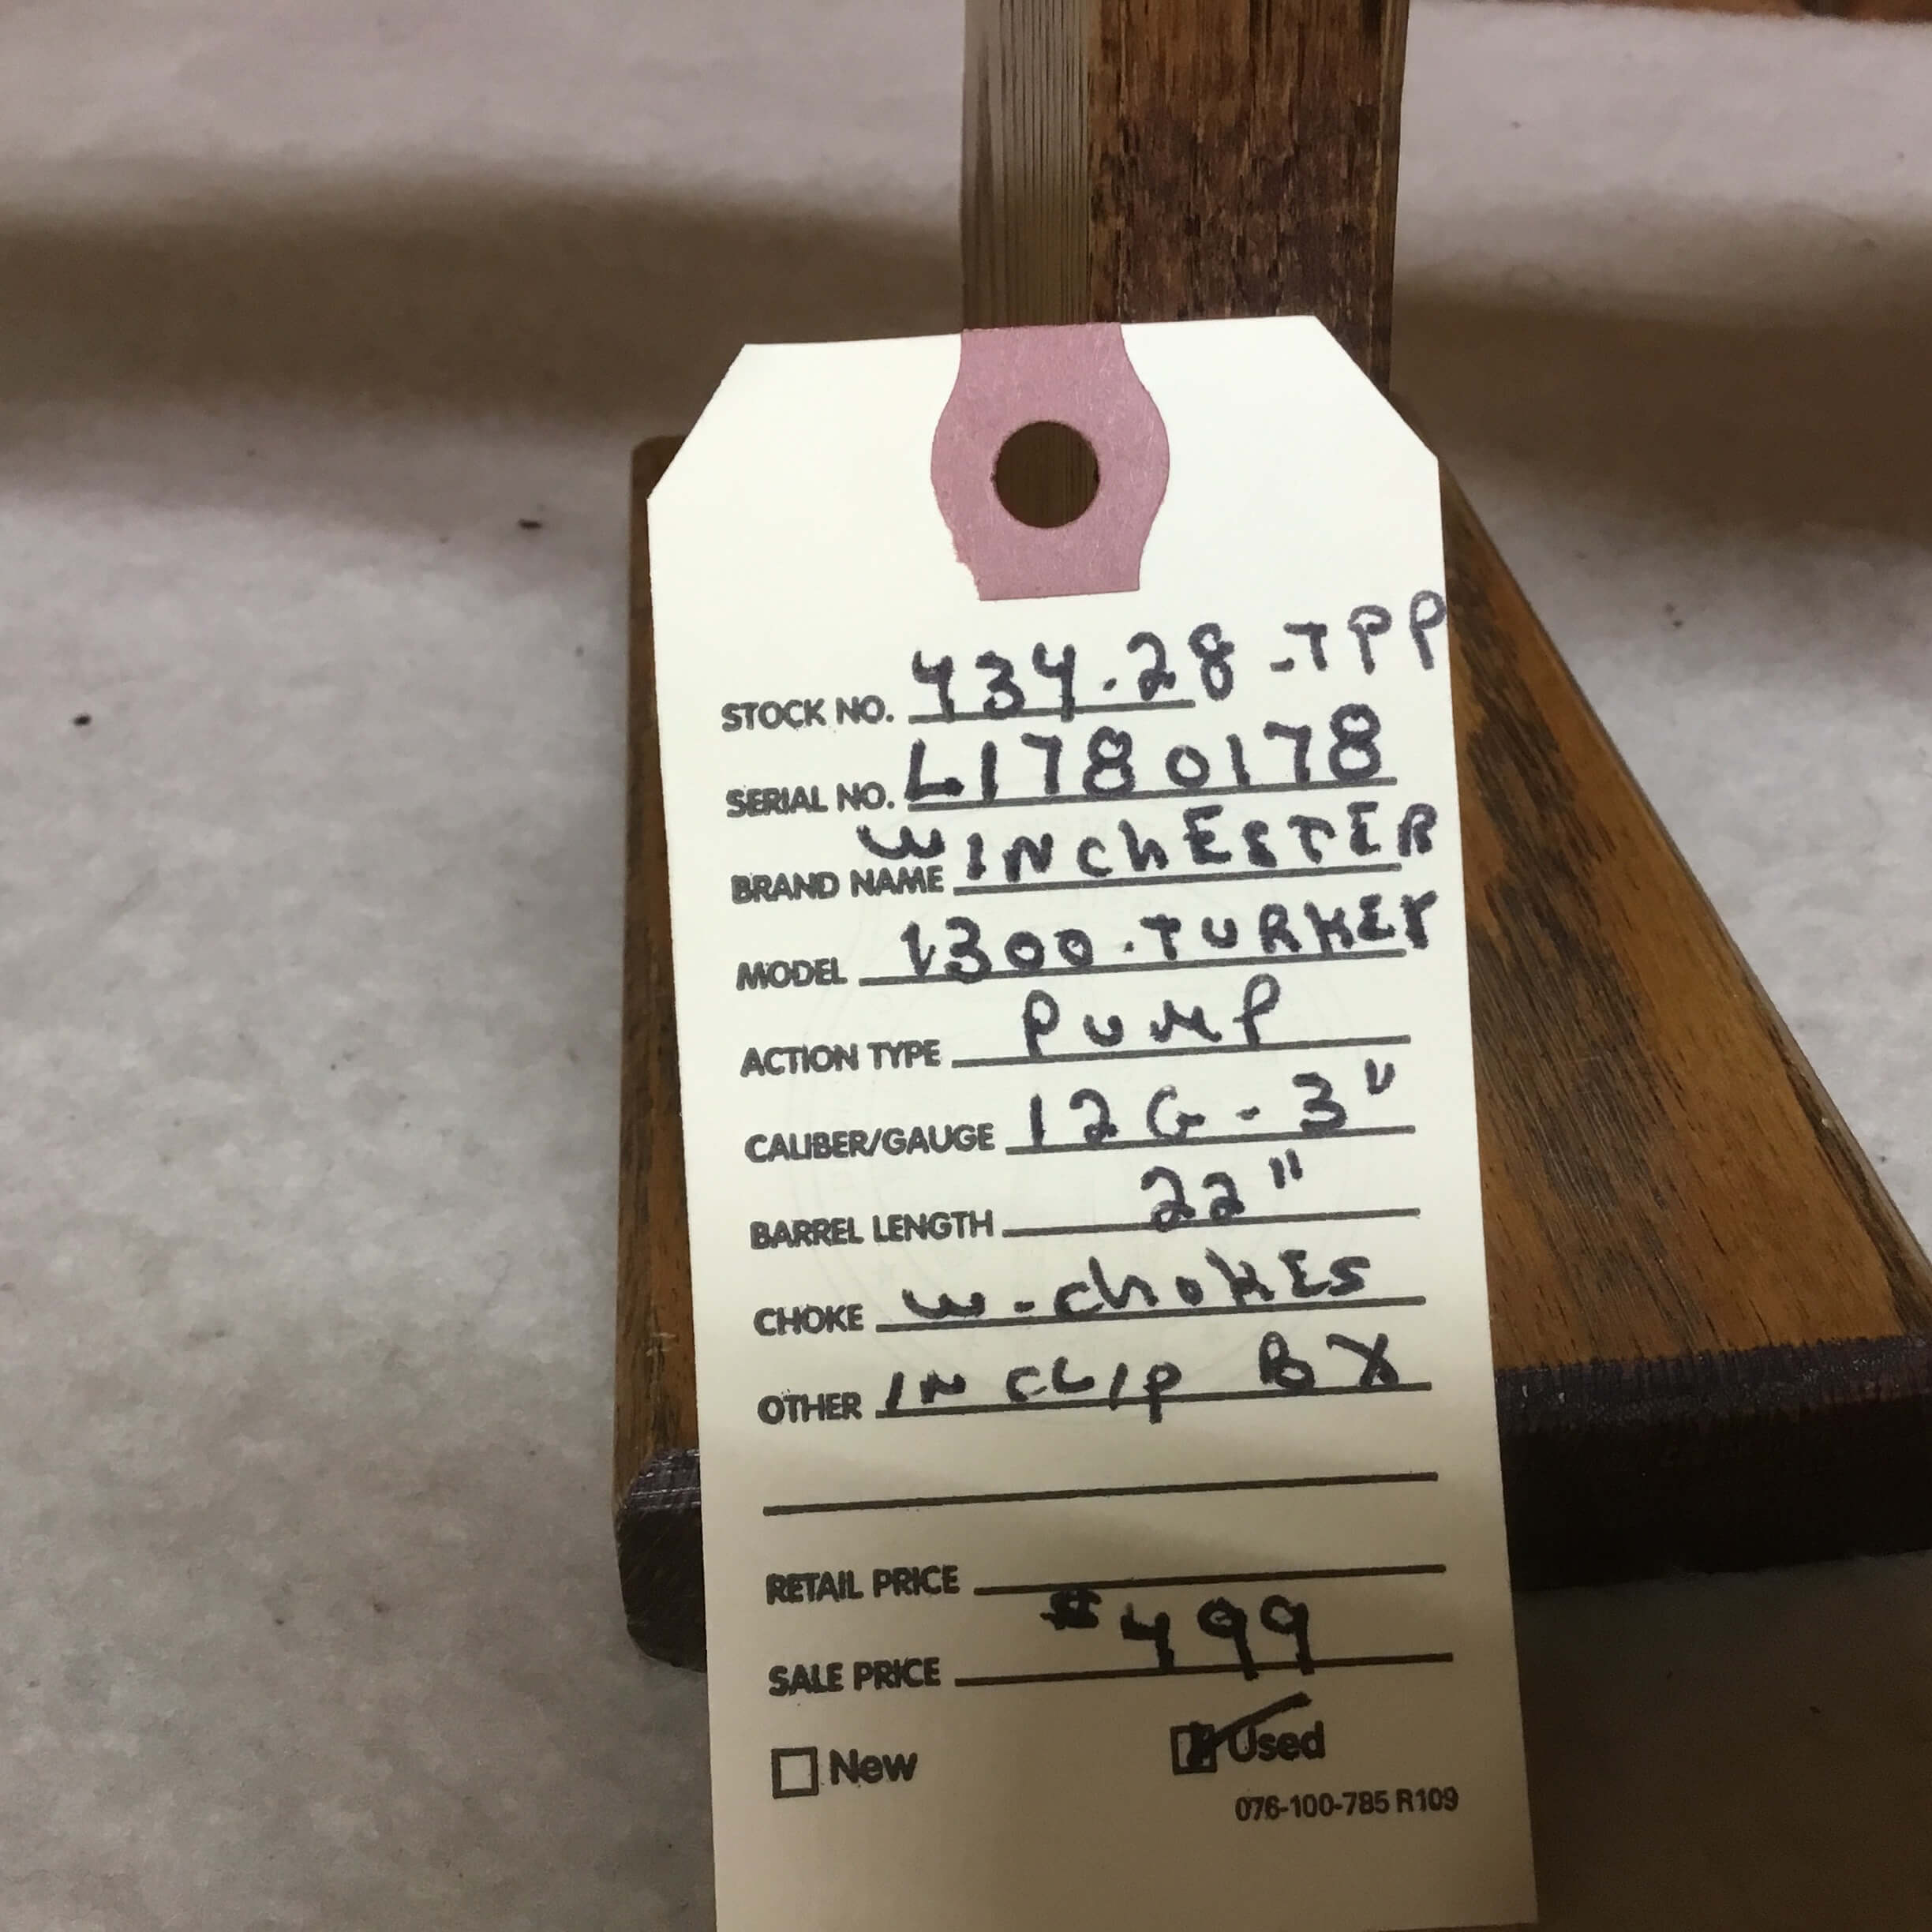 STOCK NO. 434.28-TPP
SERIAL NO. L1780178
BRAND NAME WINChESTER
MODEL 1300.TURKEY
ACTION TYPE PUMP
CALIBER/GAUGE 12G-3"
BARREL LENGTH 22"
CHOKE W-ChOKES
OTHER IN CLIP BX
RETAIL PRICE
SALE PRICE $499
New Used
076-100-785 R109